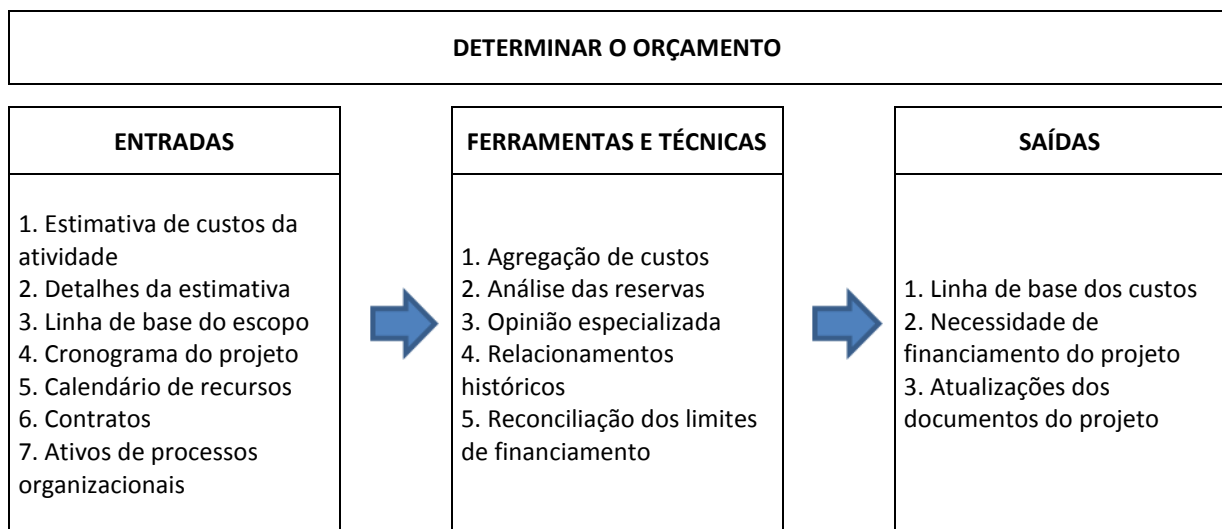 DETERMINAR O ORÇAMENTO
ENTRADAS
1. Estimativa de custos da
atividade
2. Detalhes da estimativa
3. Linha de base do escopo
4. Cronograma do projeto
5. Calendário de recursos
6. Contratos
7. Ativos de processos
organizacionais
FERRAMENTAS E TÉCNICAS
1. Agregação de custos
2. Análise das reservas
3. Opinião especializada
4. Relacionamentos
históricos
5. Reconciliação dos limites
de financiamento
SAÍDAS
1. Linha de base dos custos
2. Necessidade de
financiamento do projeto
3. Atualizações dos
documentos do projeto